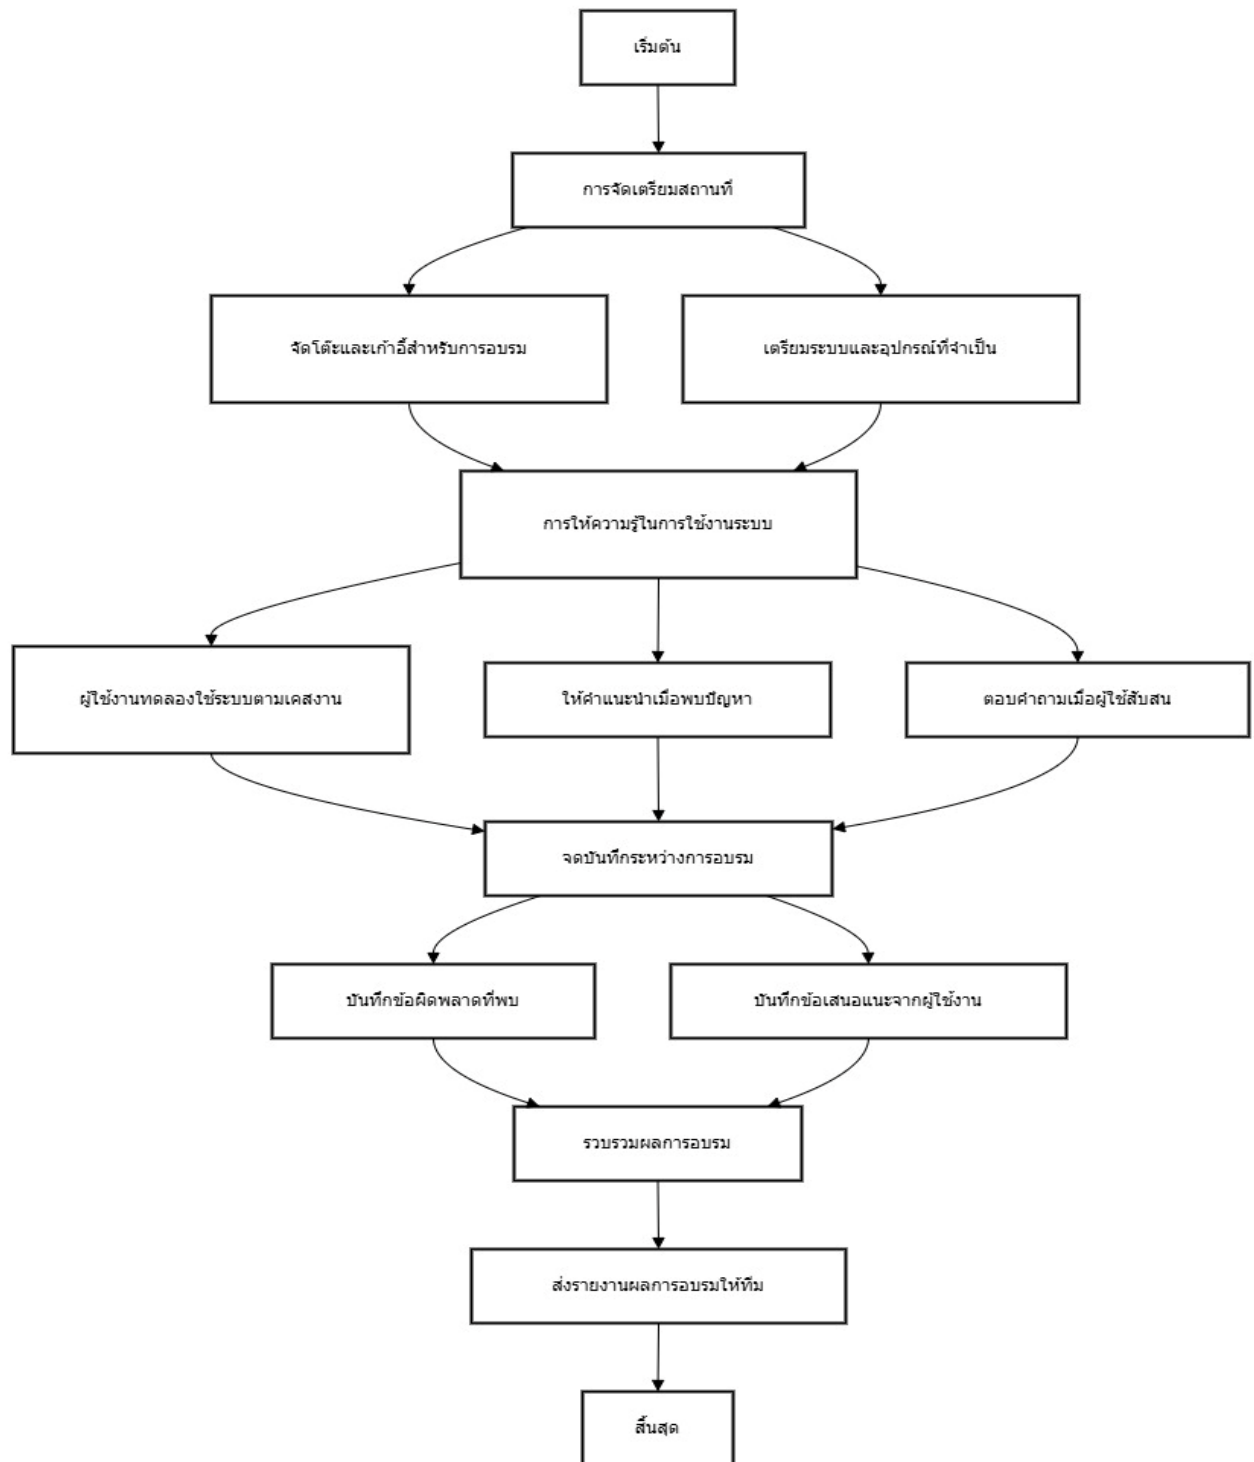 เริ่มต้น
การจัดเตรียมสถานที่
จัดโต๊ะและเก้าอี้สำหรับการอบรม
เตรียมระบบและอุปกรณ์ที่จำเป็น
การให้ความรู้ในการใช้งานระบบ
ผู้ใช้งานทดลองใช้ระบบตามเคสงาน
ให้คำแนะนำเมื่อพบปัญหา
ตอบคำถามเมื่อผู้ใช้สับสน
จดบันทึกระหว่างการอบรม
บันทึกข้อผิดพลาดที่พบ
บันทึกข้อเสนอแนะจากผู้ใช้งาน
รวบรวมผลการอบรม
ส่งรายงานผลการอบรมให้ทีม
สิ้นสุด